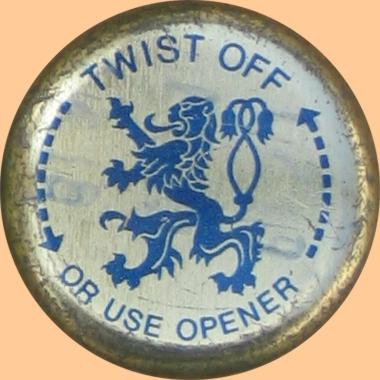 TWIST OFF
OR USE OPENER